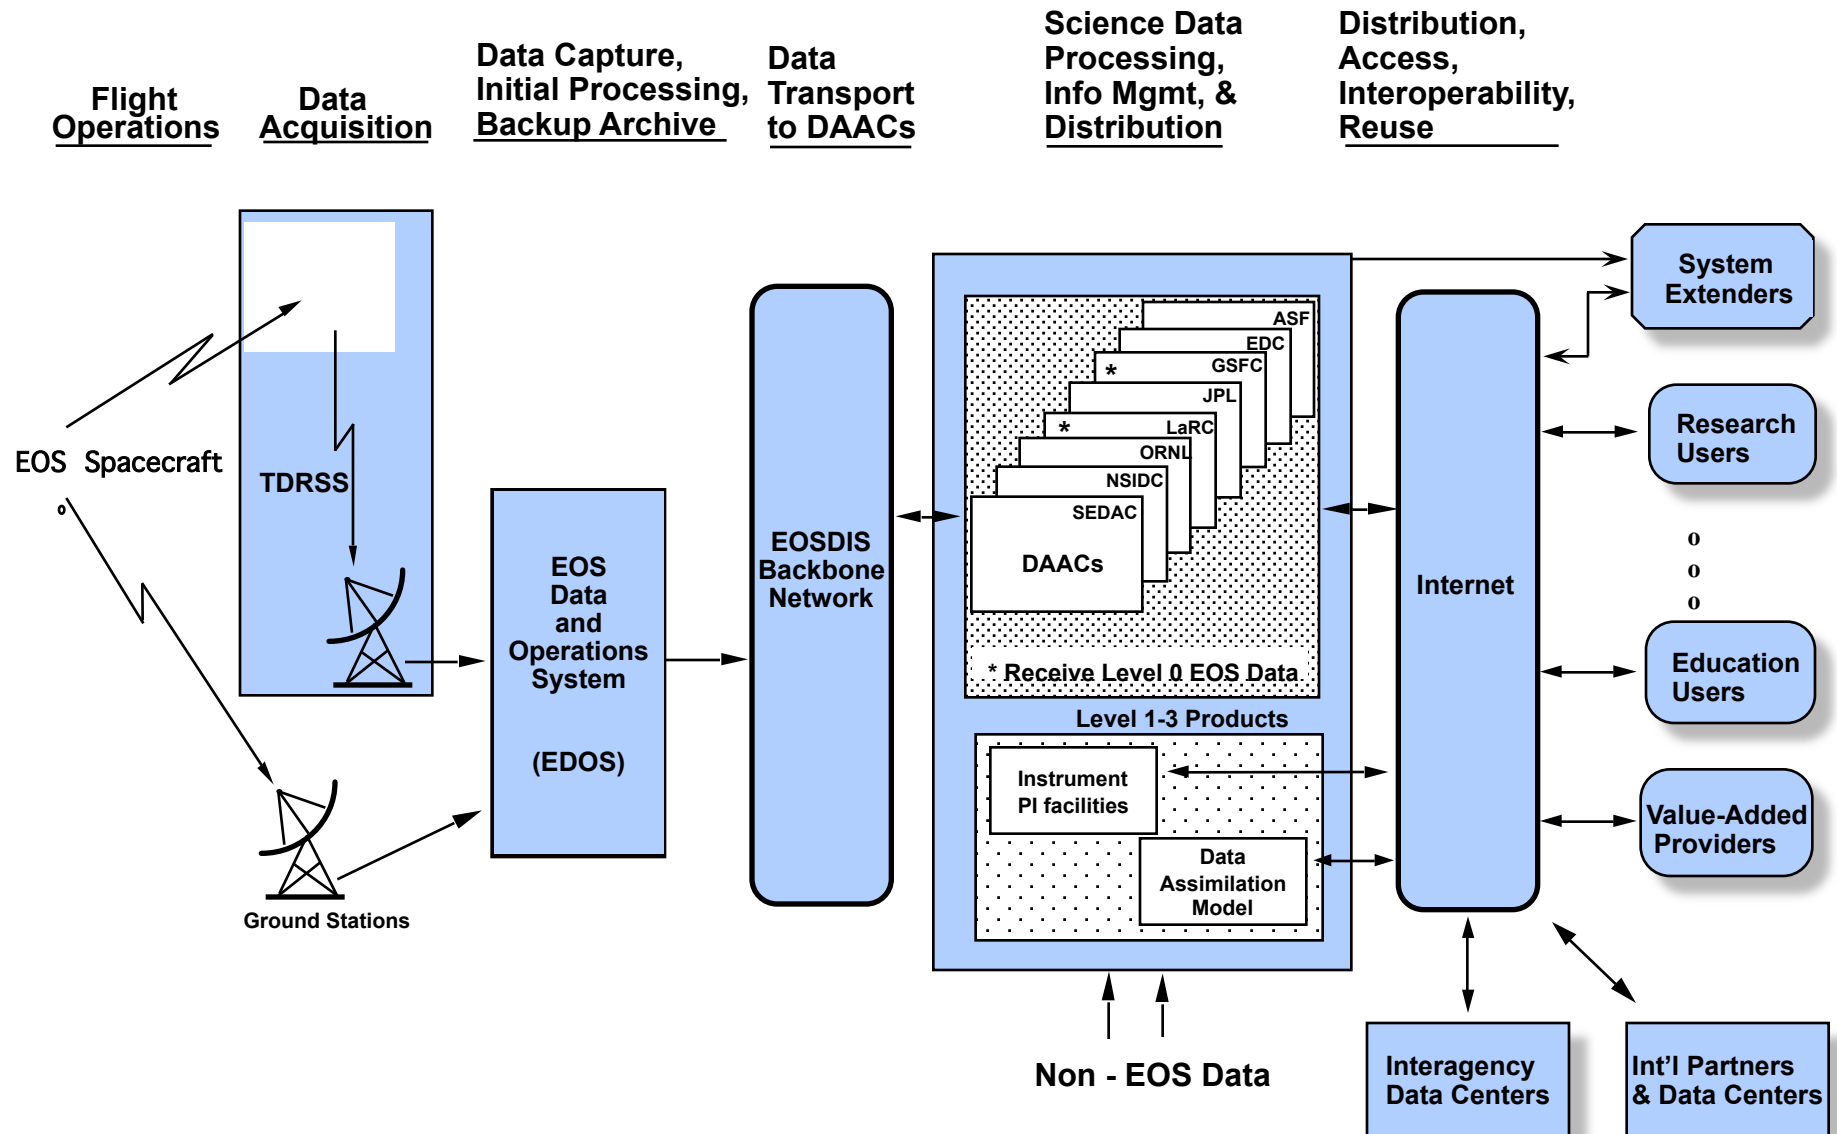 Flight
Operations
Data
Acquisition
Data Capture,
Initial Processing,
Backup Archive
Data
Transport
to DAACs
Science Data
Processing,
Info Mgmt, &
Distribution
Distribution,
Access,
Interoperability,
Reuse
EOS Spacecraft
TDRSS
Ground Stations
EOS
Data
and
Operations
System
(EDOS)
EOSDIS
Backbone
Network
ASF
EDC
* GSFC
JPL
* LaRC
ORNL
NSIDC
SEDAC
DAACs
* Receive Level 0 EOS Data
Level 1-3 Products
Instrument
PI facilities
Data
Assimilation
Model
Non - EOS Data
Internet
System
Extenders
Research
Users
o
o
o
Education
Users
Value-Added
Providers
Interagency
Data Centers
Int'l Partners
& Data Centers